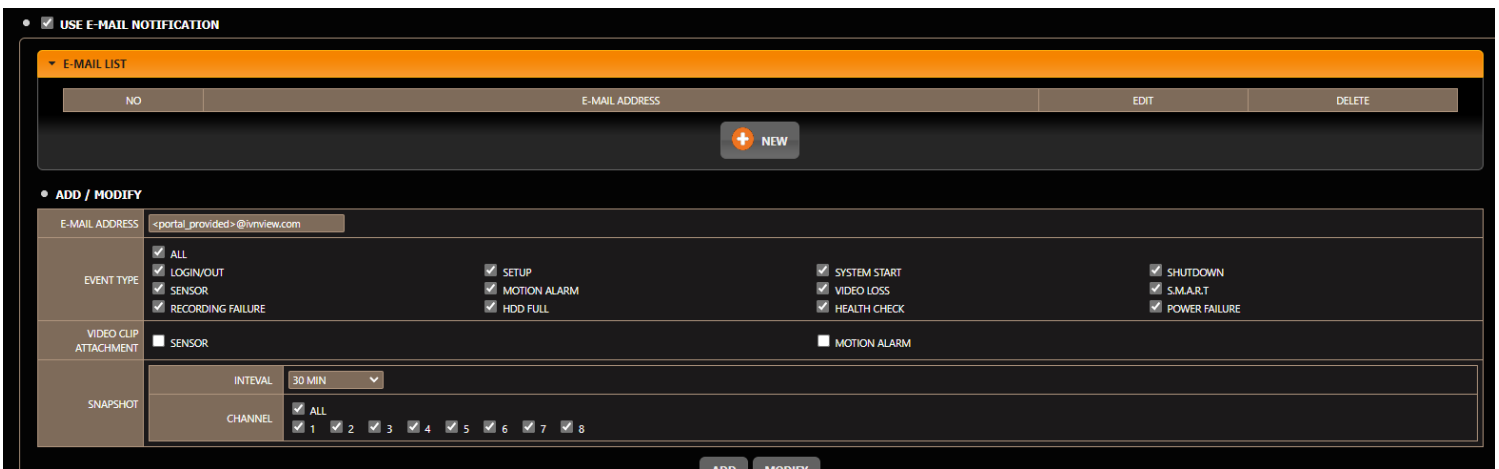 USE E-MAIL NOTIFICATION
E-MAIL LIST
NO E-MAIL ADDRESS EDIT DELETE
NEW
ADD / MODIFY
E-MAIL ADDRESS <portal_provided>@ivnview.com
EVENT TYPE
ALL
LOGIN/OUT SETUP SYSTEM START SHUTDOWN
SENSOR MOTION ALARM VIDEO LOSS S.M.A.R.T
RECORDING FAILURE HDD FULL HEALTH CHECK POWER FAILURE
VIDEO CLIP
ATTACHMENT
SENSOR MOTION ALARM
SNAPSHOT
INTEVAL 30 MIN
CHANNEL
ALL
1 2 3 4 5 6 7 8
ADD MODIFY